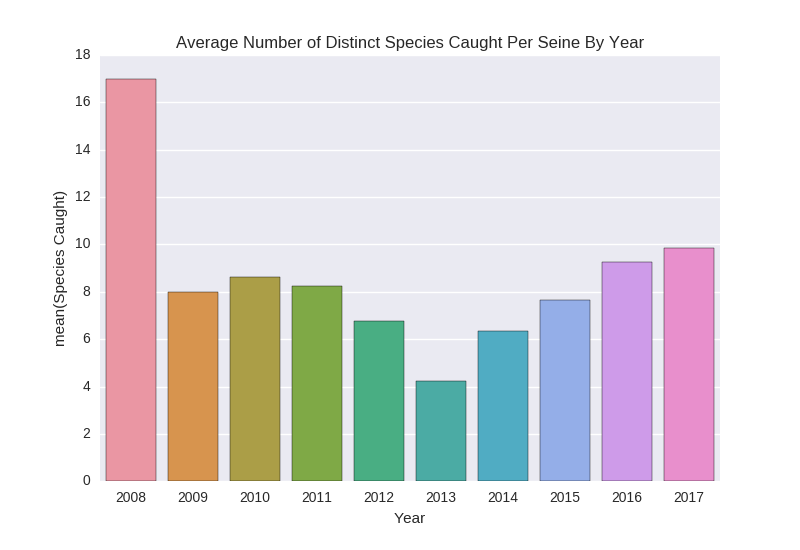 Average Number of Distinct Species Caught Per Seine By Year
18
16
14
12
10
8
6
4
2
0
mean(Species Caught)
2008 2009 2010 2011 2012 2013 2014 2015 2016 2017
Year